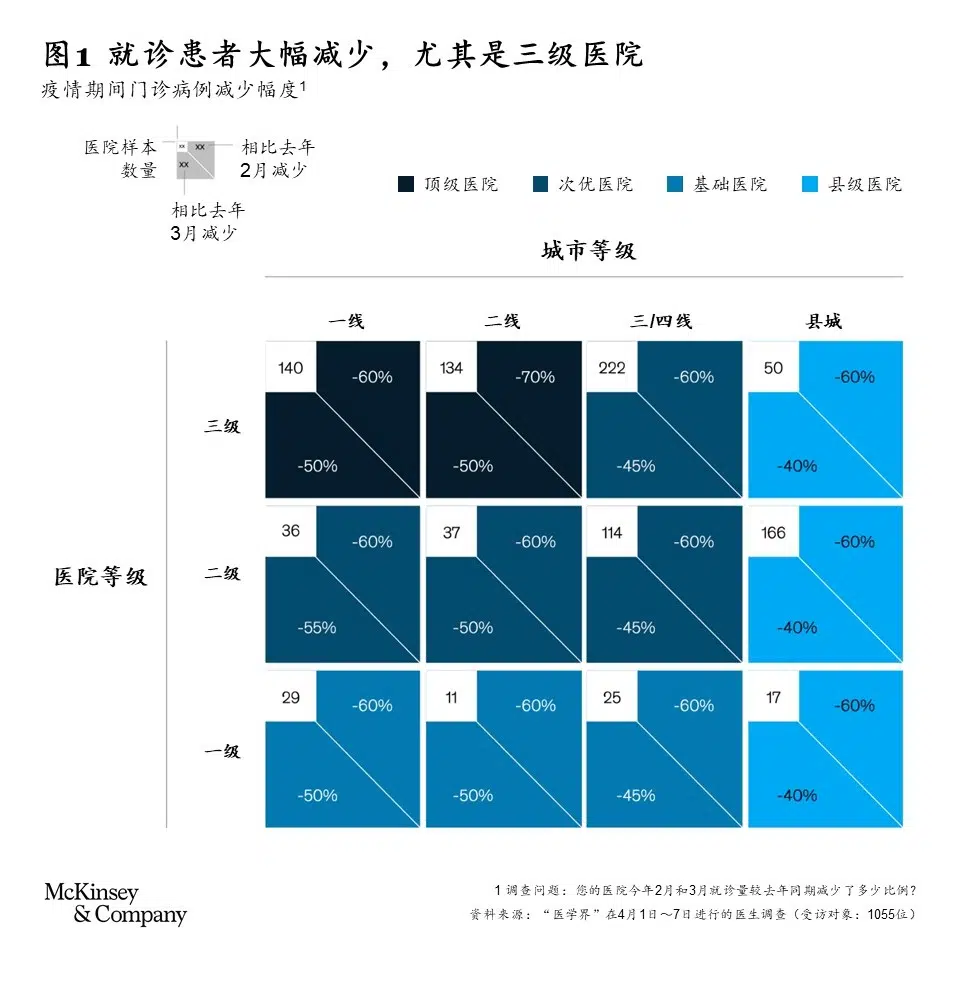 图1 就诊患者大幅减少，尤其是三级医院
疫情期间门诊病例减少幅度1
医院样本
数量
xx
xx
xx
相比去年
2月减少
相比去年
3月减少
顶级医院 次优医院 基础医院 县级医院
城市等级
一线 二线 三/四线 县城
医院等级
三级
140 -60% 134 -70% 222 -60% 50 -60%
-50% -50% -45% -40%
二级
36 -60% 37 -60% 114 -60% 166 -60%
-55% -50% -45% -40%
一级
29 -60% 11 -60% 25 -60% 17 -60%
-50% -50% -45% -40%
McKinsey
& Company
1 调查问题：您的医院今年2月和3月就诊量较去年同期减少了多少比例？
资料来源：“医学界”在4月1日～7日进行的医生调查（受访对象：1055位）